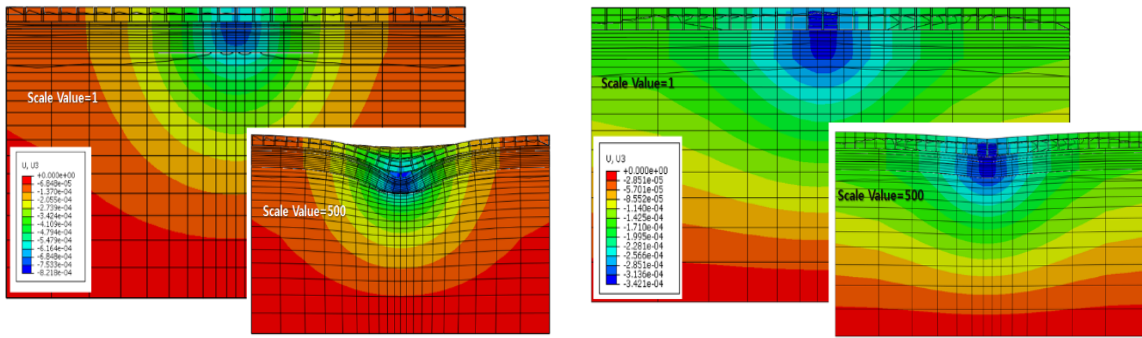 Scale Value=1
U, U3
+0.000e+00
-6.848e-05
-1.370e-04
-2.055e-04
-2.739e-04
-3.424e-04
-4.109e-04
-4.794e-04
-5.479e-04
-6.164e-04
-6.848e-04
-7.533e-04
-8.218e-04
Scale Value=500
Scale Value=1
U, U3
+0.000e+00
-2.851e-05
-5.701e-05
-8.552e-05
-1.140e-04
-1.425e-04
-1.710e-04
-1.995e-04
-2.281e-04
-2.566e-04
-2.851e-04
-3.136e-04
-3.421e-04
Scale Value=500